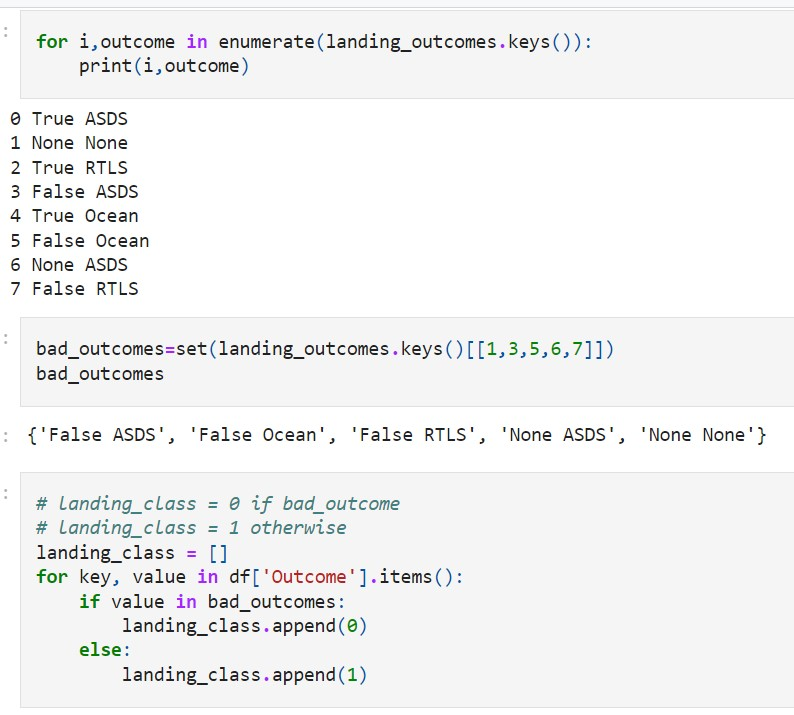 for i,outcome in enumerate(landing_outcomes.keys()):
    print(i,outcome)
0 True ASDS
1 None None
2 True RTLS
3 False ASDS
4 True Ocean
5 False Ocean
6 None ASDS
7 False RTLS
bad_outcomes=set(landing_outcomes.keys()[[1,3,5,6,7]])
bad_outcomes
{'False ASDS', 'False Ocean', 'False RTLS', 'None ASDS', 'None None'}
# landing_class = 0 if bad_outcome
# landing_class = 1 otherwise
landing_class = []
for key, value in df['Outcome'].items():
    if value in bad_outcomes:
        landing_class.append(0)
    else:
        landing_class.append(1)